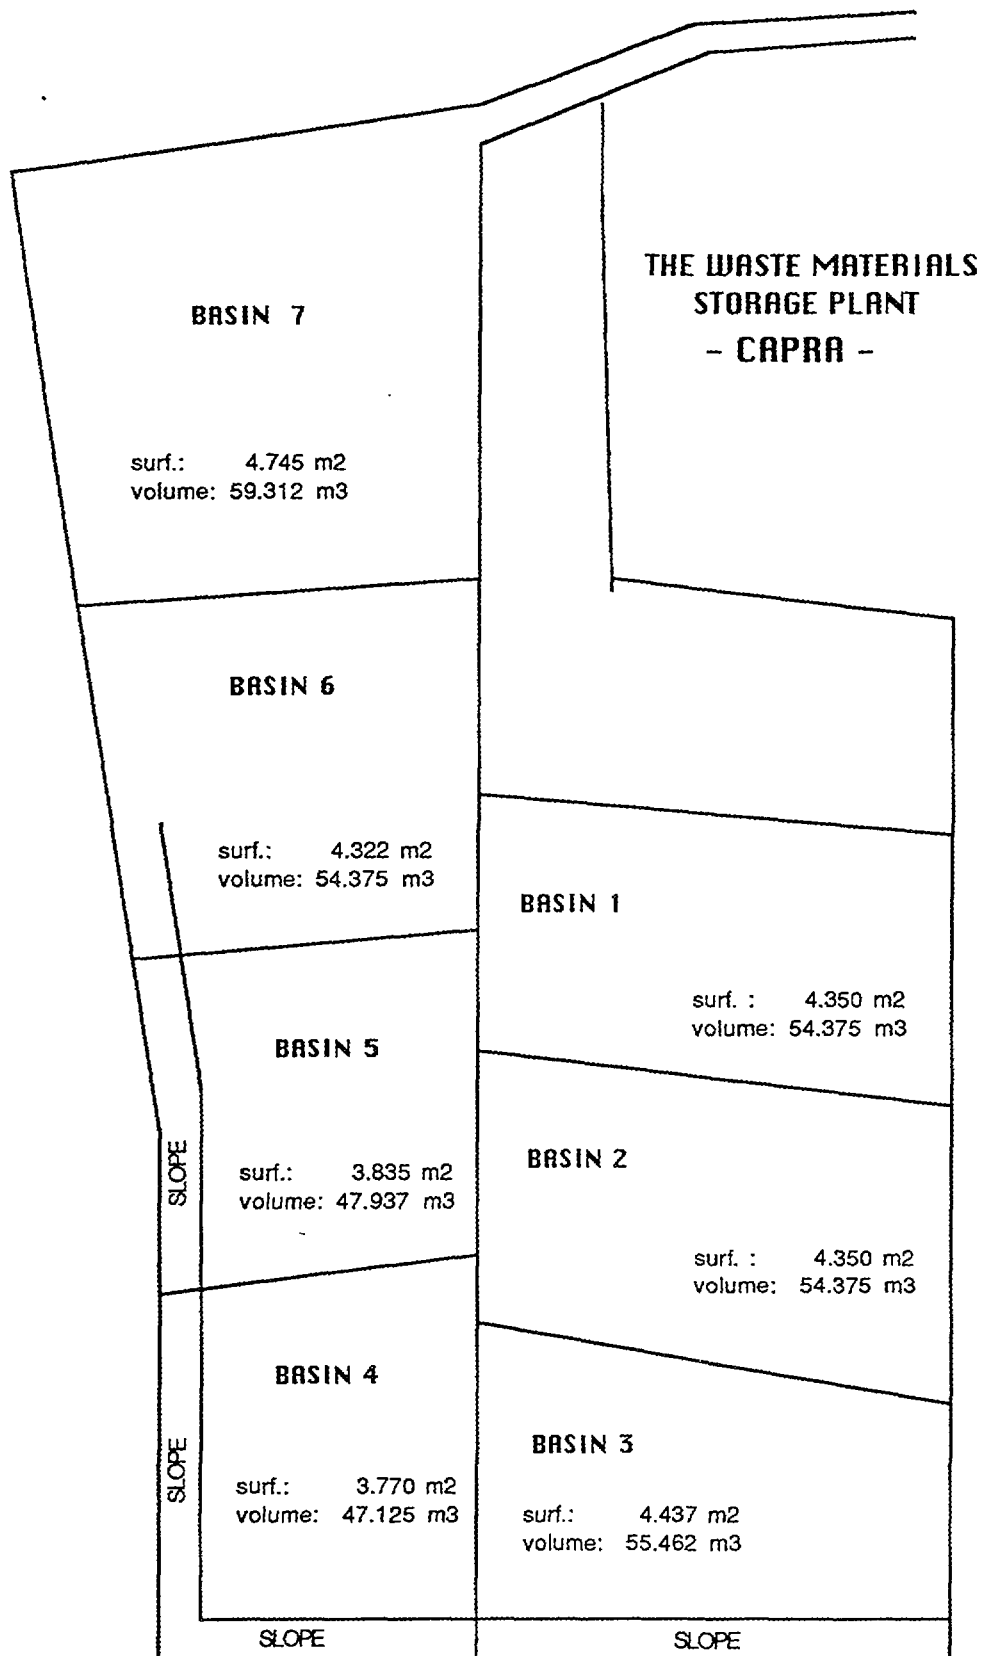 THE WASTE MATERIALS
STORAGE PLANT
- CAPRA -
BASIN 7
surf.: 4.745 m2
volume: 59.312 m3
BASIN 6
surf.: 4.322 m2
volume: 54.375 m3
BASIN 1
surf. : 4.350 m2
volume: 54.375 m3
BASIN 5
surf.: 3.835 m2
volume: 47.937 m3
SLOPE
BASIN 2
surf. : 4.350 m2
volume: 54.375 m3
BASIN 4
surf.: 3.770 m2
volume: 47.125 m3
SLOPE
BASIN 3
surf.: 4.437 m2
volume: 55.462 m3
SLOPE
SLOPE